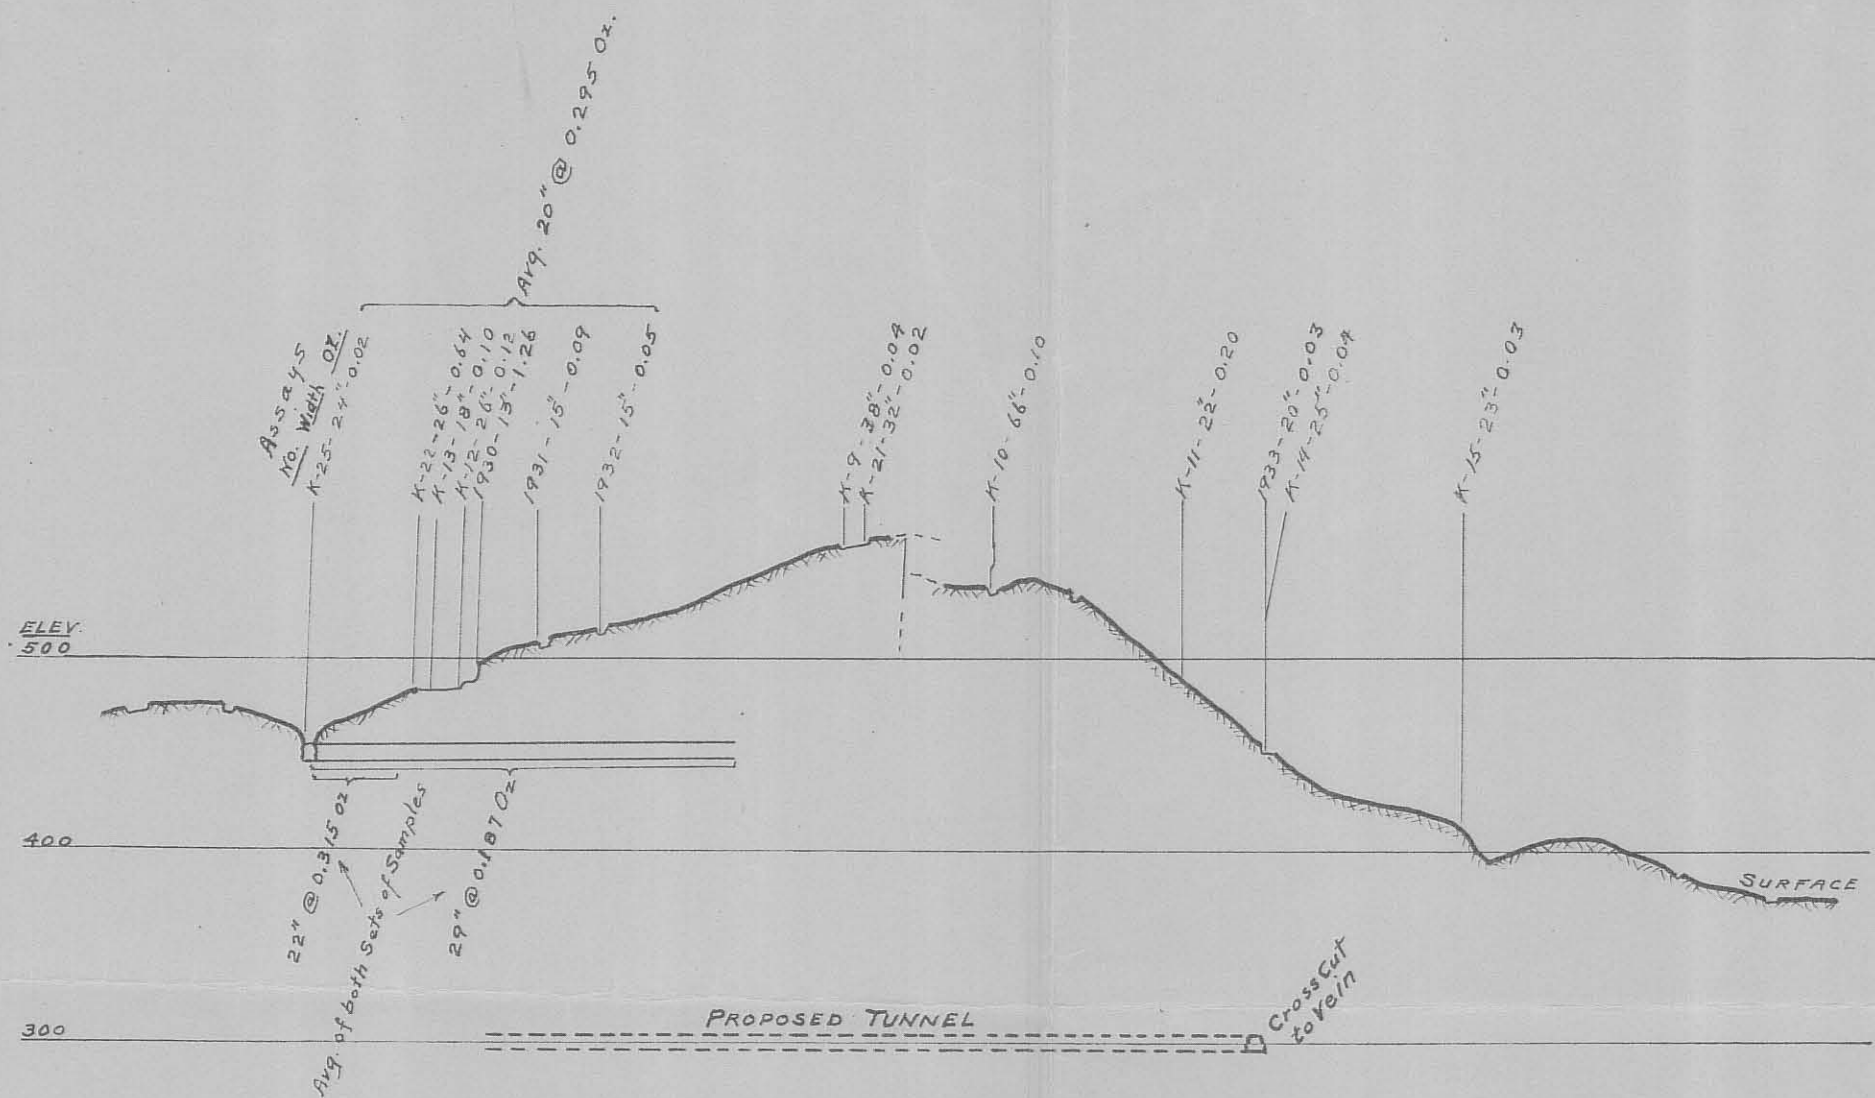 Avg. 20" @ 0.295 Oz.
Assays
No. Width Oz.
K-25-24"-0.02
K-22-26"-0.64
K-13-18"-0.10
K-12-26"-0.12
1930-13"-1.26
1931-15"-0.09
1932-15"-0.05
K-9-38"-0.04
K-21-32"-0.02
K-10-66"-0.10
K-11-22"-0.20
1933-20"-0.03
K-14-25"-0.04
K-15-23"-0.03
ELEV.
500
400
300
22" @ 0.315 Oz
Avg. of both Sets of Samples
29" @ 0.187 Oz
SURFACE
PROPOSED TUNNEL
Cross Cut
to Vein